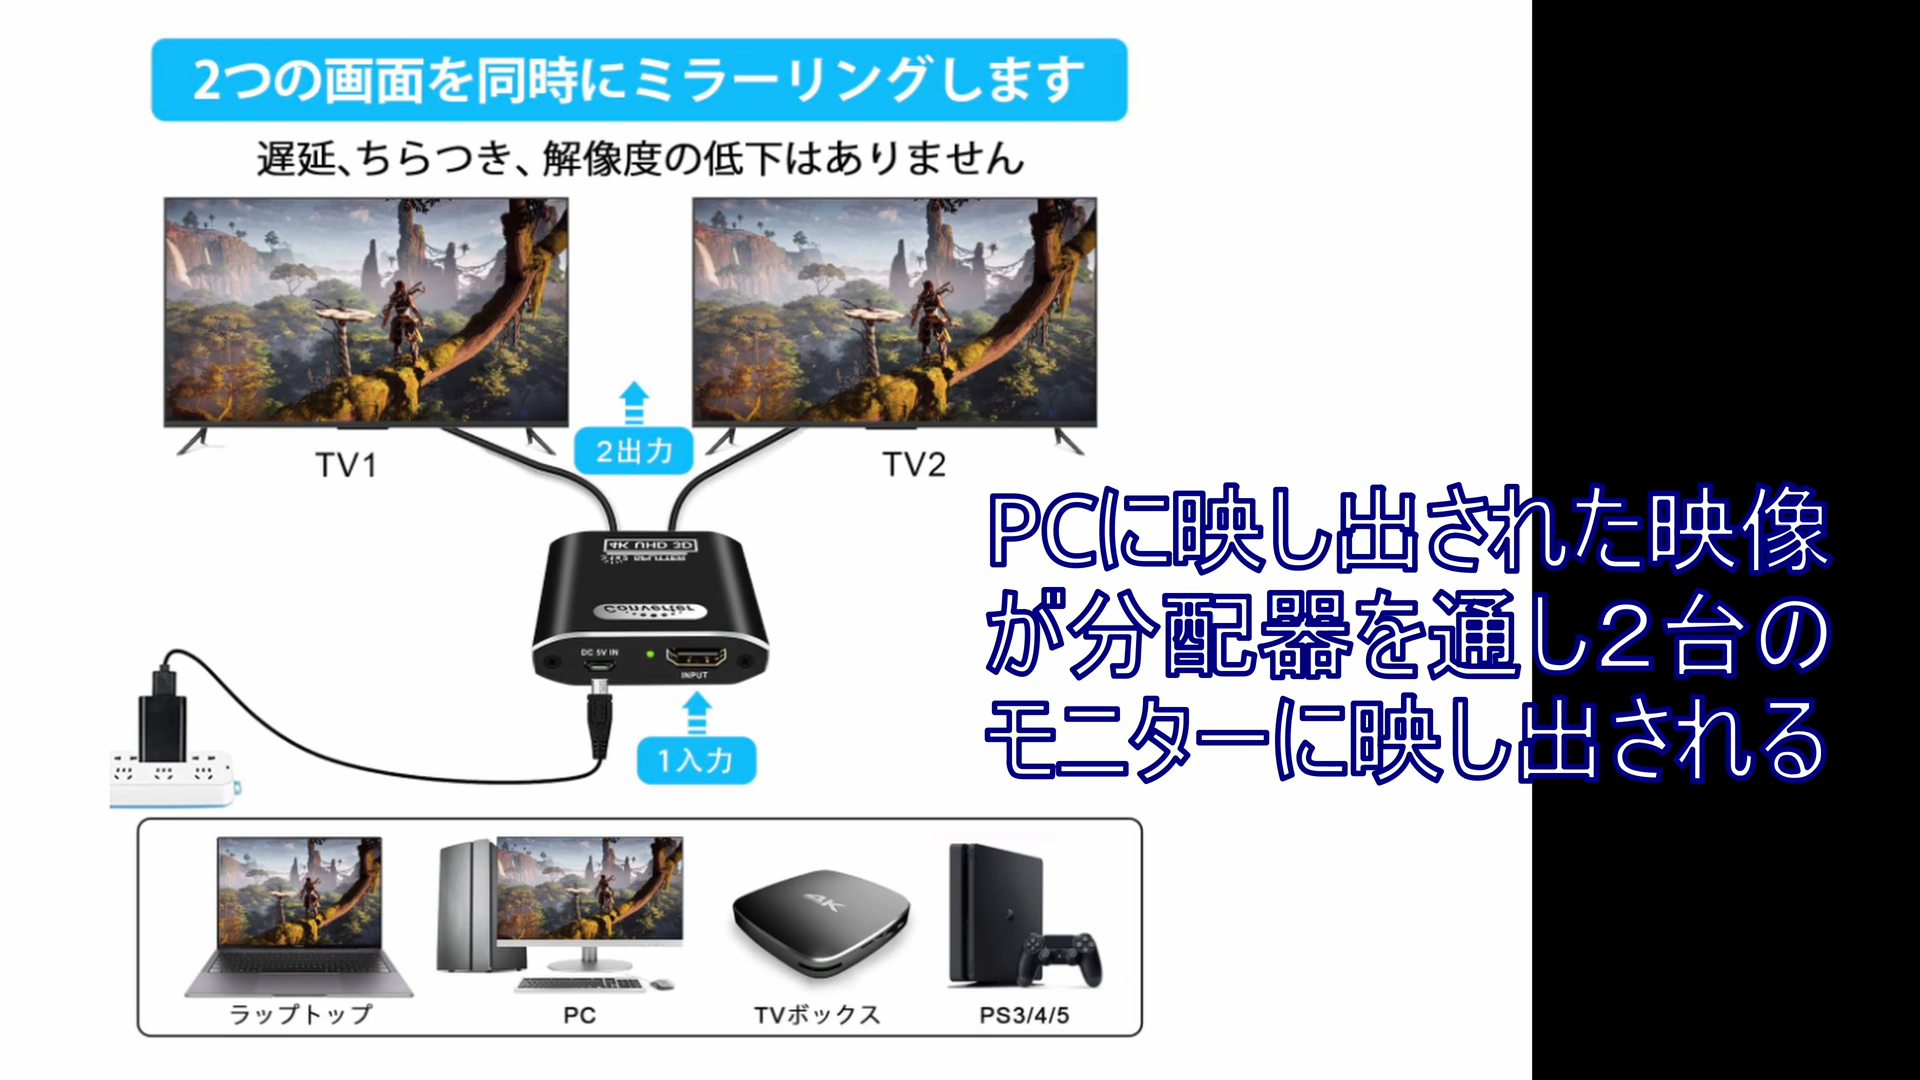 2つの画面を同時にミラーリングします
遅延、ちらつき、解像度の低下はありません
TV1
2出力
TV2
4K UHD 3D
Converter
DC 5V IN
INPUT
1入力
PCに映し出された映像
が分配器を通し２台の
モニターに映し出される
4K
ラップトップ
PC
TVボックス
PS3/4/5